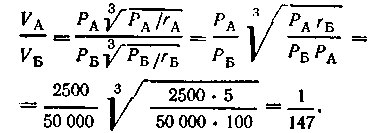 V_А / V_Б = P_А ∛(P_А / r_А) / P_Б ∛(P_Б / r_Б) = P_А / P_Б ∛(P_А r_Б / P_Б P_А) =
= 2500 / 50 000 ∛(2500 · 5 / 50 000 · 100) = 1 / 147.